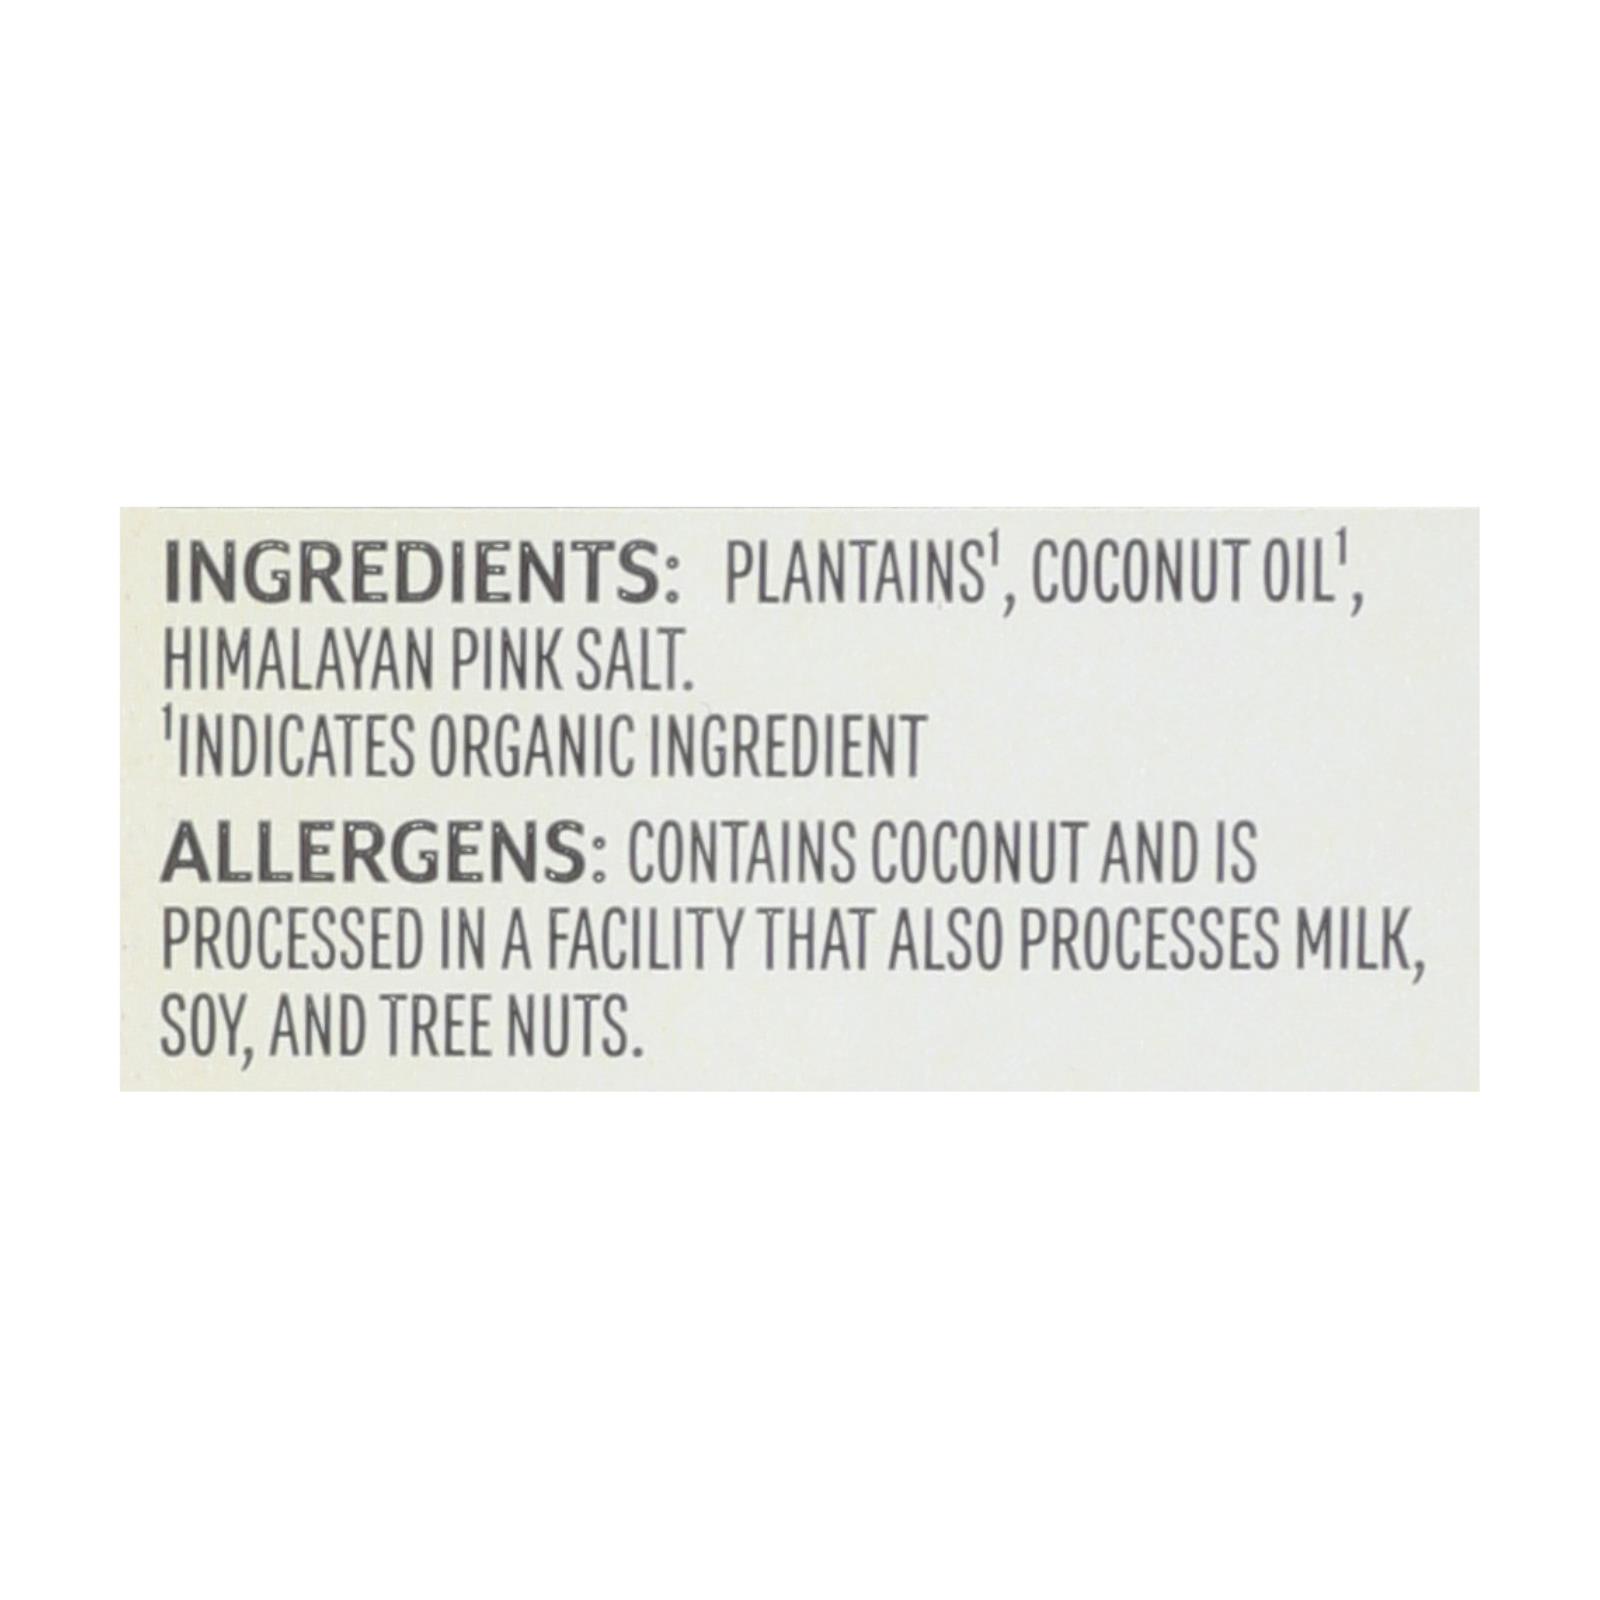 INGREDIENTS: PLANTAINS¹, COCONUT OIL¹,
HIMALAYAN PINK SALT.
¹INDICATES ORGANIC INGREDIENT
ALLERGENS: CONTAINS COCONUT AND IS
PROCESSED IN A FACILITY THAT ALSO PROCESSES MILK,
SOY, AND TREE NUTS.